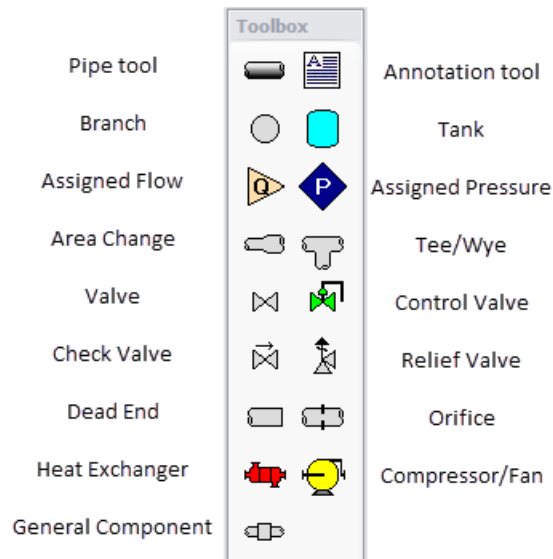 Toolbox
Pipe tool
A
Annotation tool
Branch
Tank
Assigned Flow
Q
P
Assigned Pressure
Area Change
Tee/Wye
Valve
Control Valve
Check Valve
Relief Valve
Dead End
Orifice
Heat Exchanger
Compressor/Fan
General Component